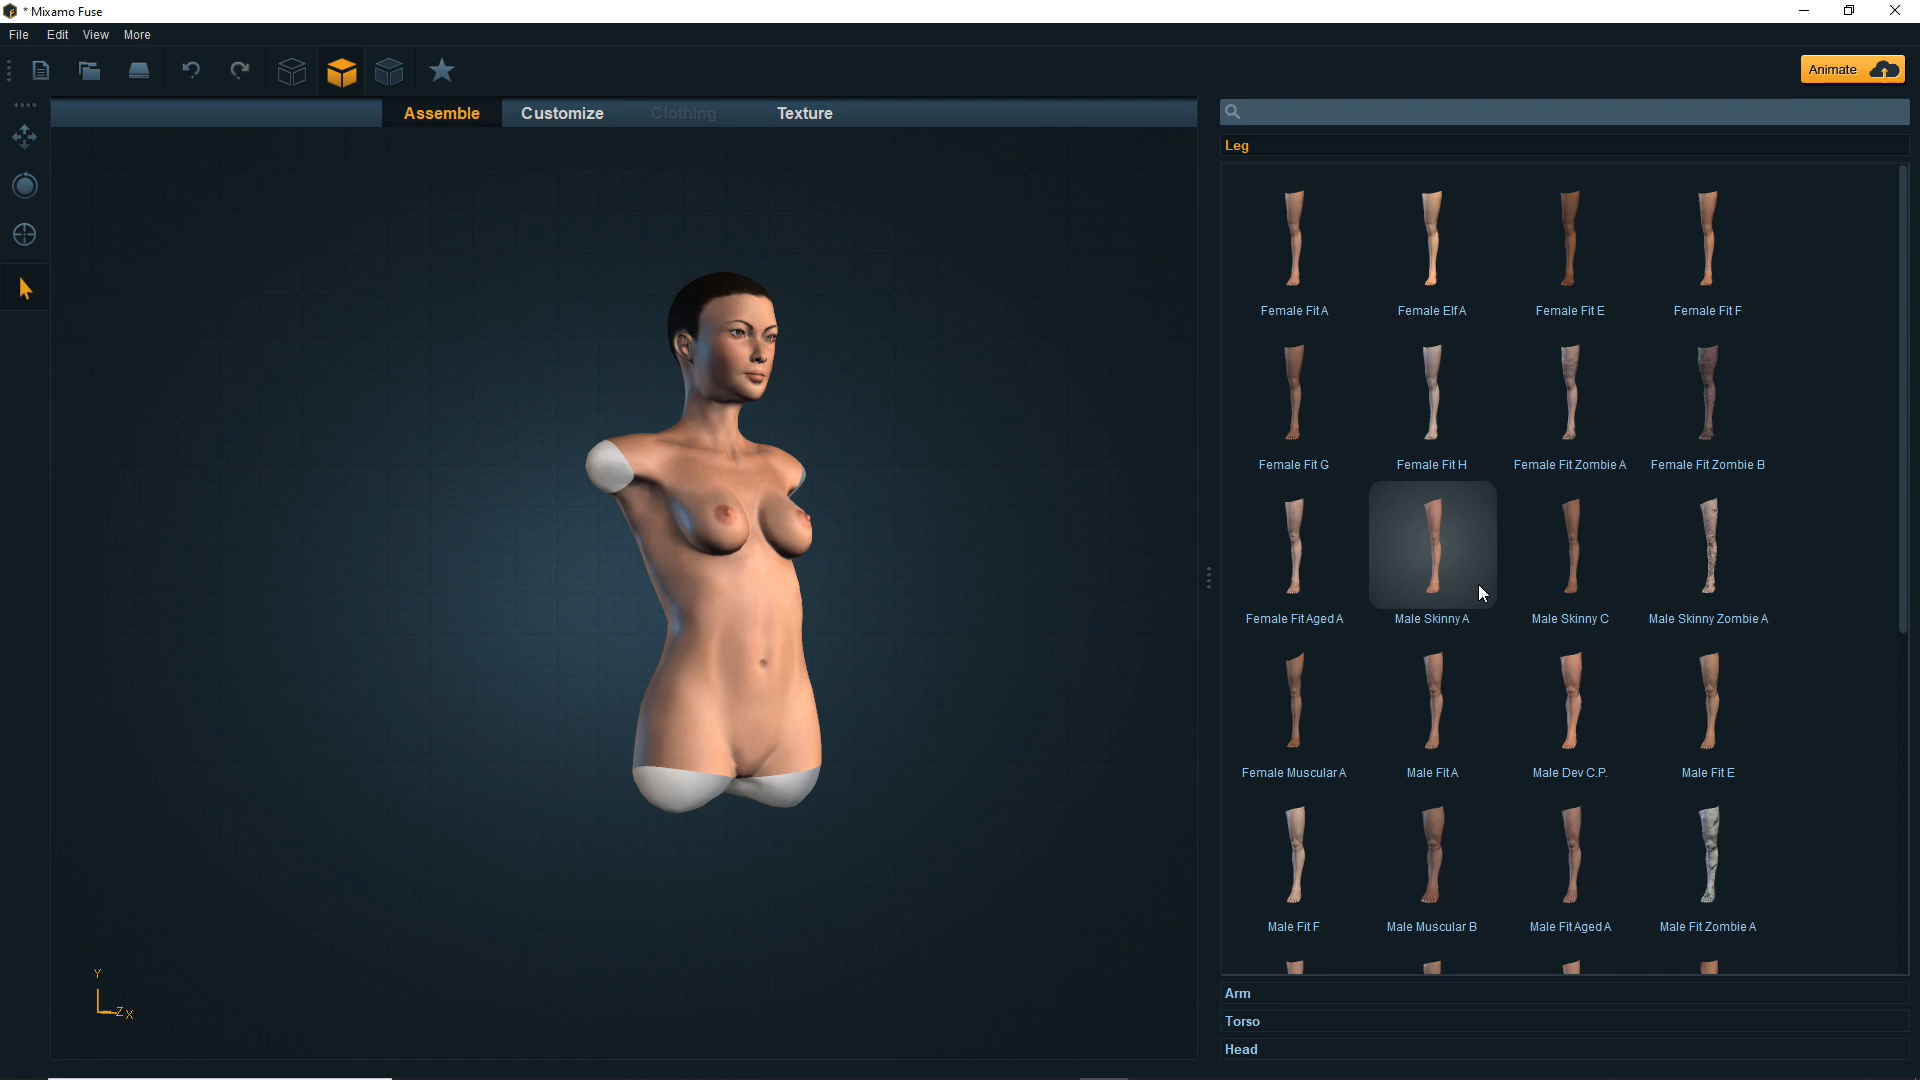 * Mixamo Fuse
File Edit View More
Animate
Assemble Customize Clothing Texture
Leg
Female Fit A Female Elf A Female Fit E Female Fit F
Female Fit G Female Fit H Female Fit Zombie A Female Fit Zombie B
Female Fit Aged A Male Skinny A Male Skinny C Male Skinny Zombie A
Female Muscular A Male Fit A Male Dev C.P. Male Fit E
Male Fit F Male Muscular B Male Fit Aged A Male Fit Zombie A
Y
Z X
Arm
Torso
Head